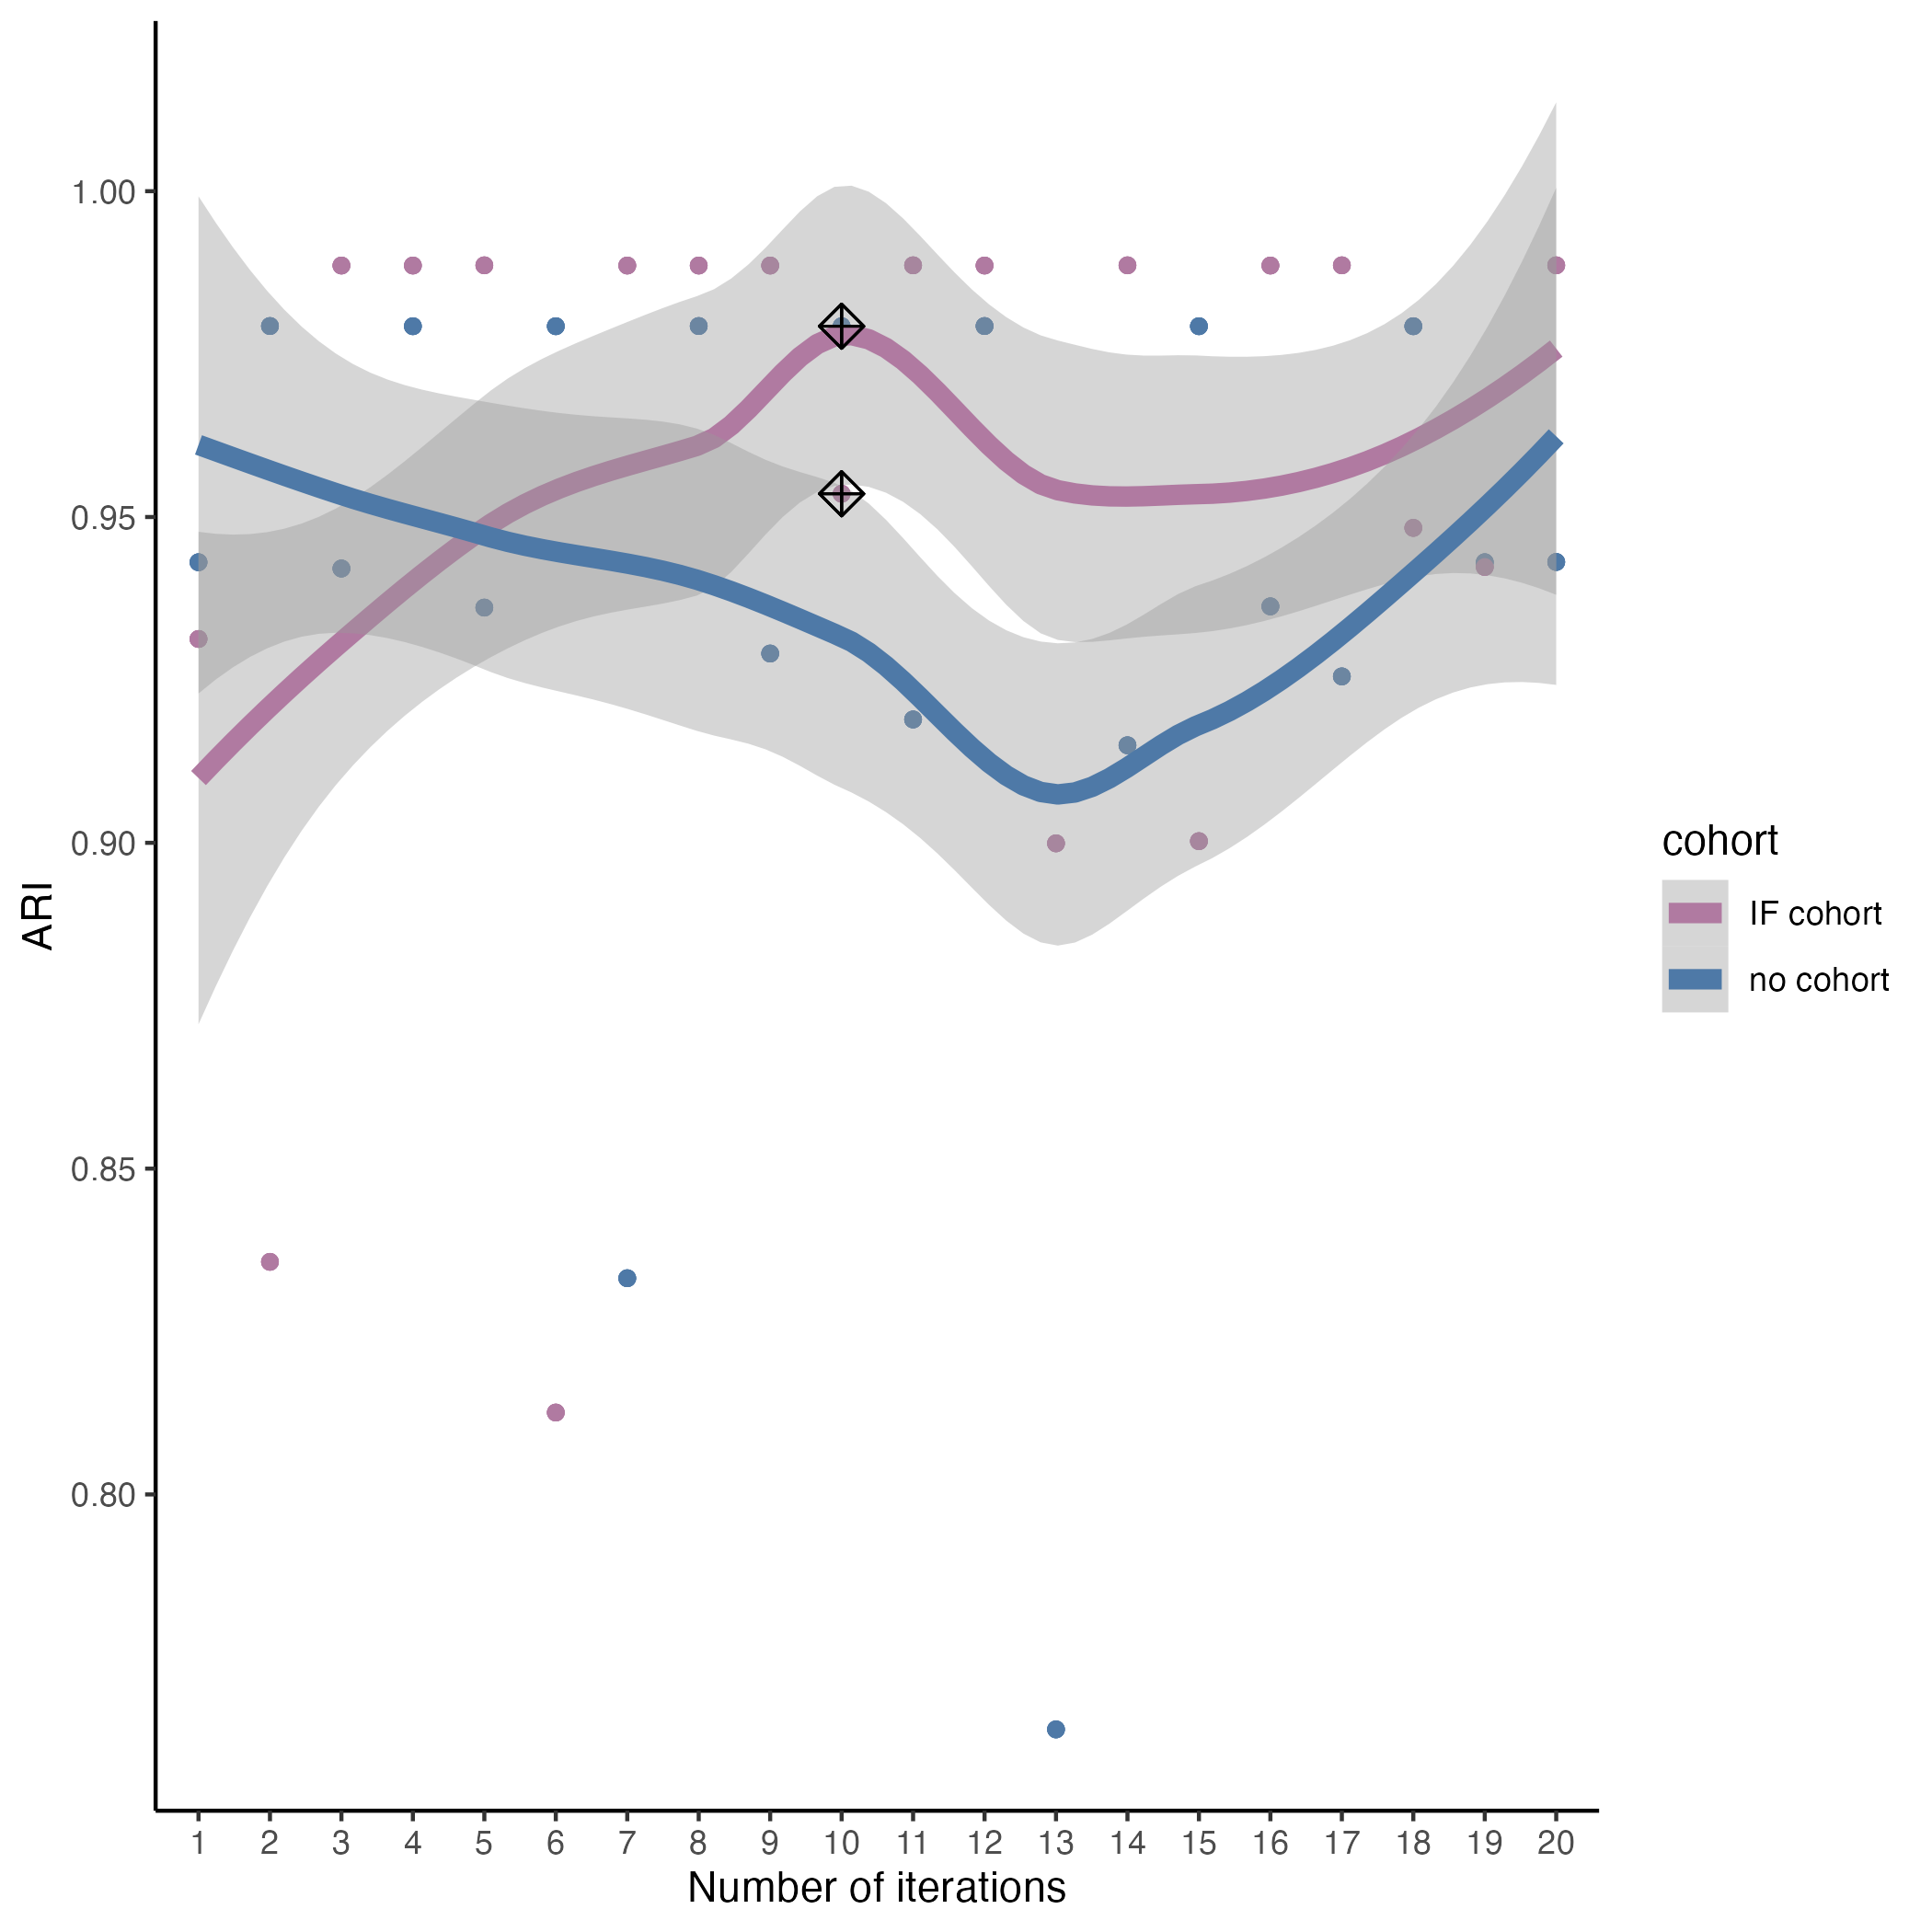 1.00
0.95
0.90
0.85
0.80
ARI
1 2 3 4 5 6 7 8 9 10 11 12 13 14 15 16 17 18 19 20
Number of iterations
cohort
IF cohort
no cohort